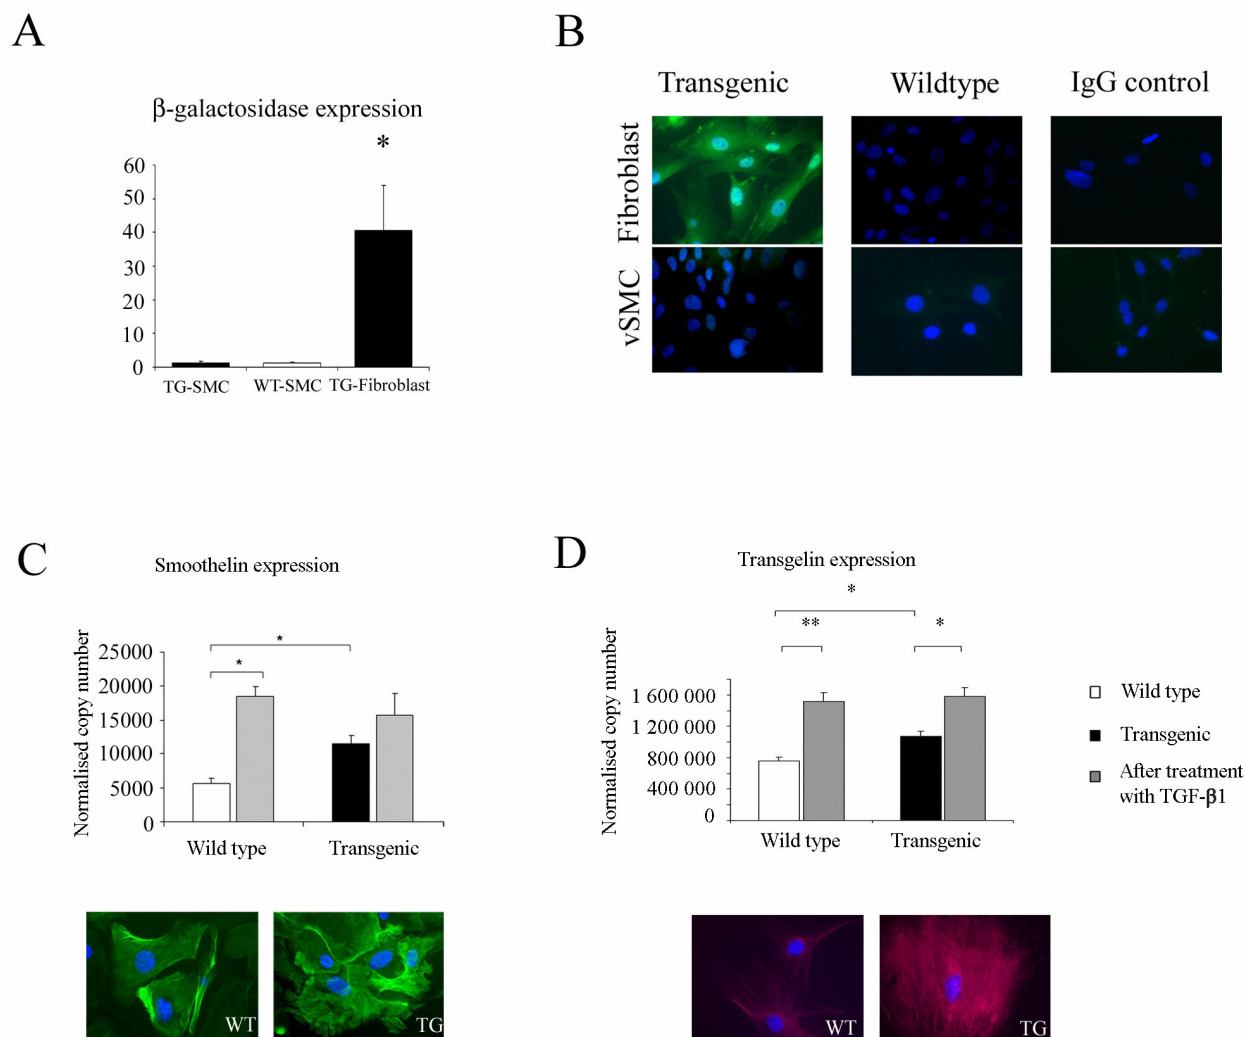 A
β-galactosidase expression
*
60
50
40
30
20
10
0
TG-SMC WT-SMC TG-Fibroblast
B
Transgenic Wildtype IgG control
Fibroblast
vSMC
C
Smoothelin expression
Normalised copy number
25000
20000
15000
10000
5000
0
*
*
Wild type Transgenic
WT TG
D
Transgelin expression
*
** *
Normalised copy number
1 600 000
1 200 000
800 000
400 000
0
Wild type Transgenic
Wild type
Transgenic
After treatment
with TGF-β1
WT TG